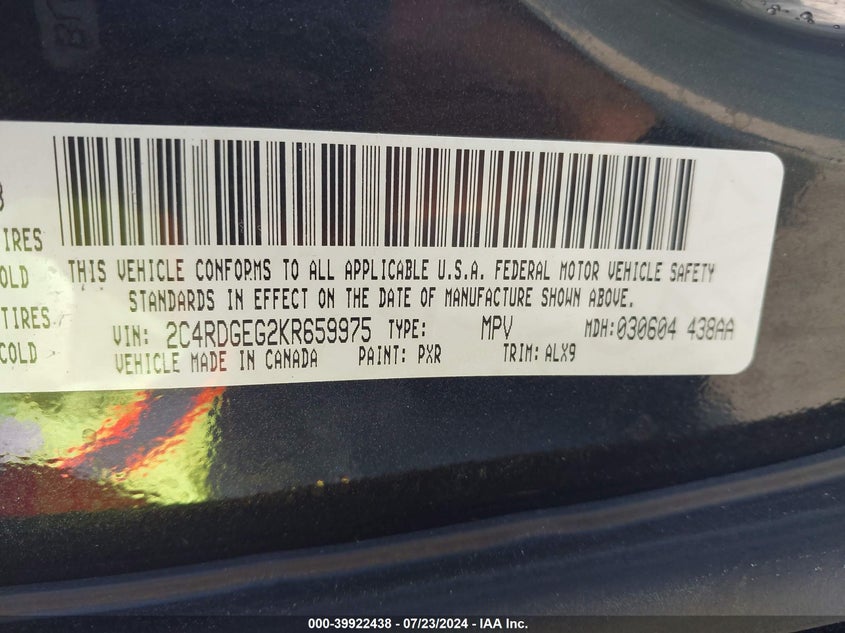 TIRES
OLD
TIRES
COLD
THIS VEHICLE CONFORMS TO ALL APPLICABLE U.S.A. FEDERAL MOTOR VEHICLE SAFETY
STANDARDS IN EFFECT ON THE DATE OF MANUFACTURE SHOWN ABOVE.
VIN: 2C4RDGEG2KR659975 TYPE: MPV MDH:030604 438AA
VEHICLE MADE IN CANADA PAINT: PXR TRIM: ALX9
000-39922438 - 07/23/2024 - IAA Inc.